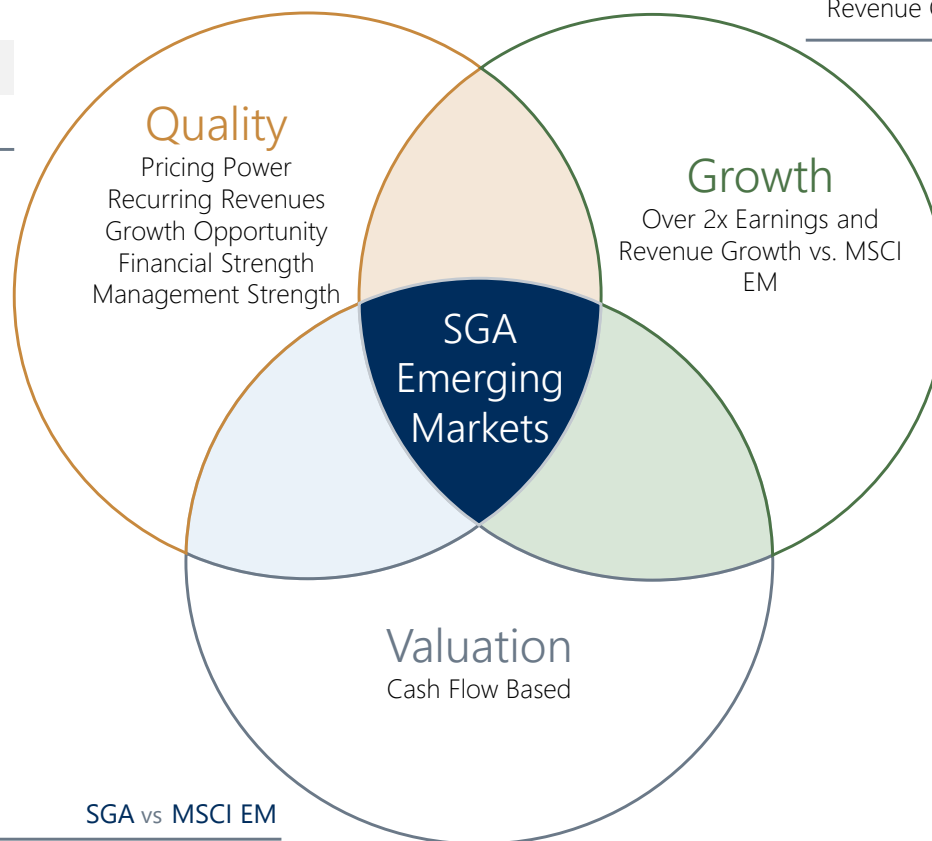 Revenue
Quality
Pricing Power
Recurring Revenues
Growth Opportunity
Financial Strength
Management Strength
Growth
Over 2x Earnings and
Revenue Growth vs. MSCI
EM
SGA
Emerging
Markets
Valuation
Cash Flow Based
SGA vs MSCI EM